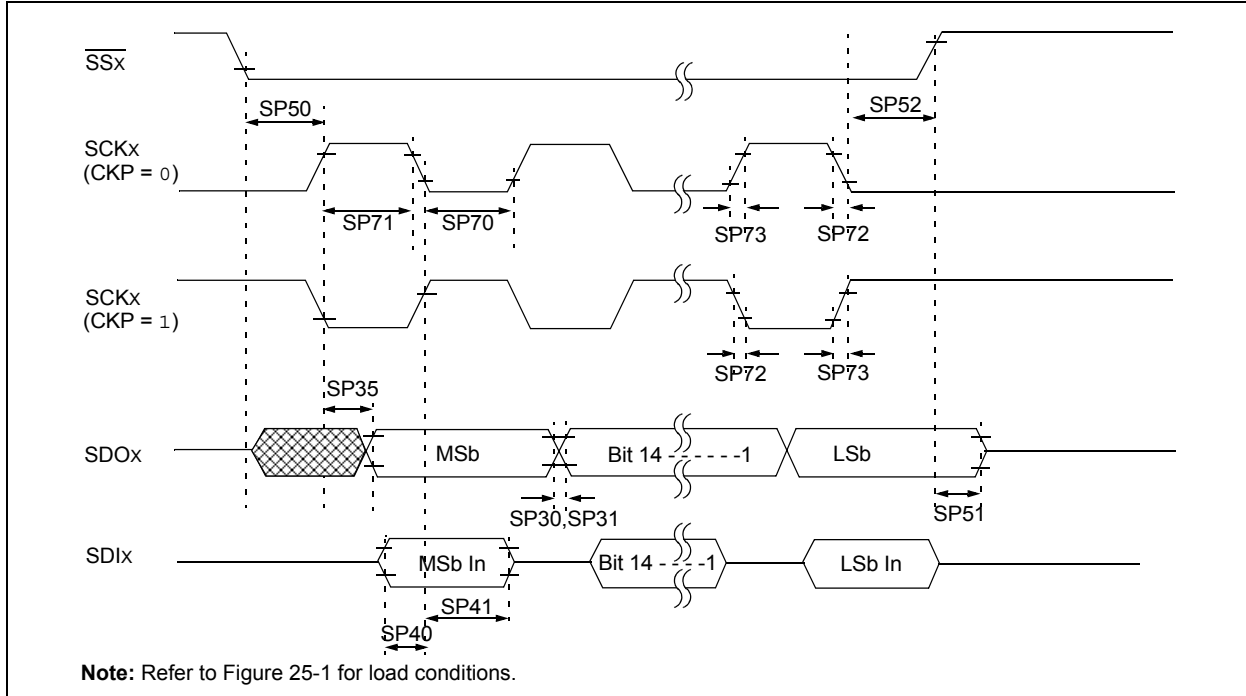 SSx
SP50
SP52
SCKx
(CKP = 0)
SP71
SP70
SP73
SP72
SCKx
(CKP = 1)
SP72
SP73
SP35
SDOx
MSb
Bit 14 - - - - - -1
LSb
SP30,SP31
SP51
SDIx
MSb In
Bit 14 - - - -1
LSb In
SP41
SP40
Note: Refer to Figure 25-1 for load conditions.